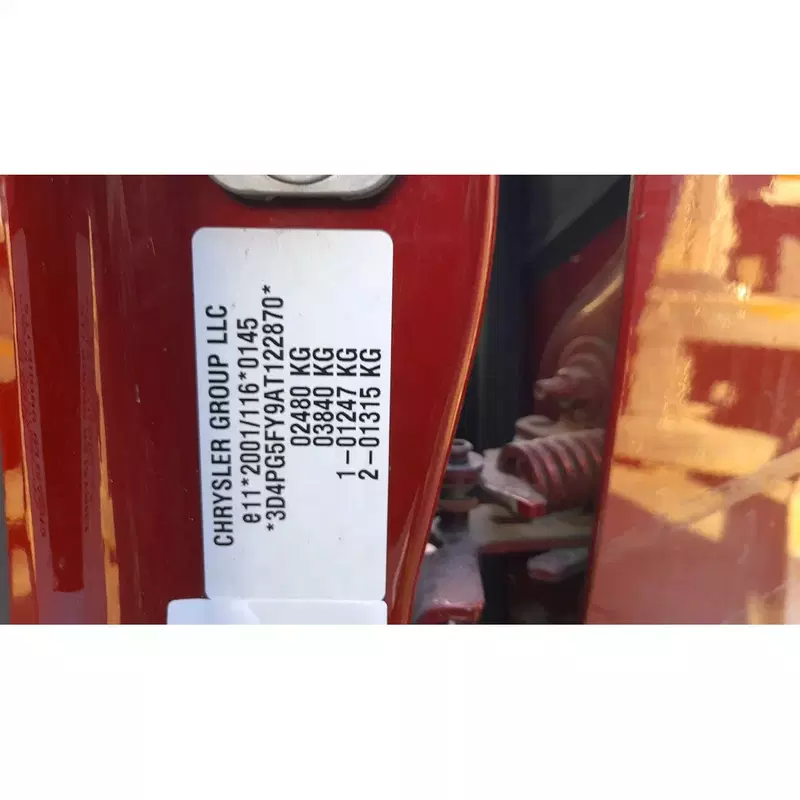 CHRYSLER GROUP LLC
e11*2001/116*0145
*3D4PG5FY9AT122870*
02480 KG
03840 KG
1-01247 KG
2-01315 KG